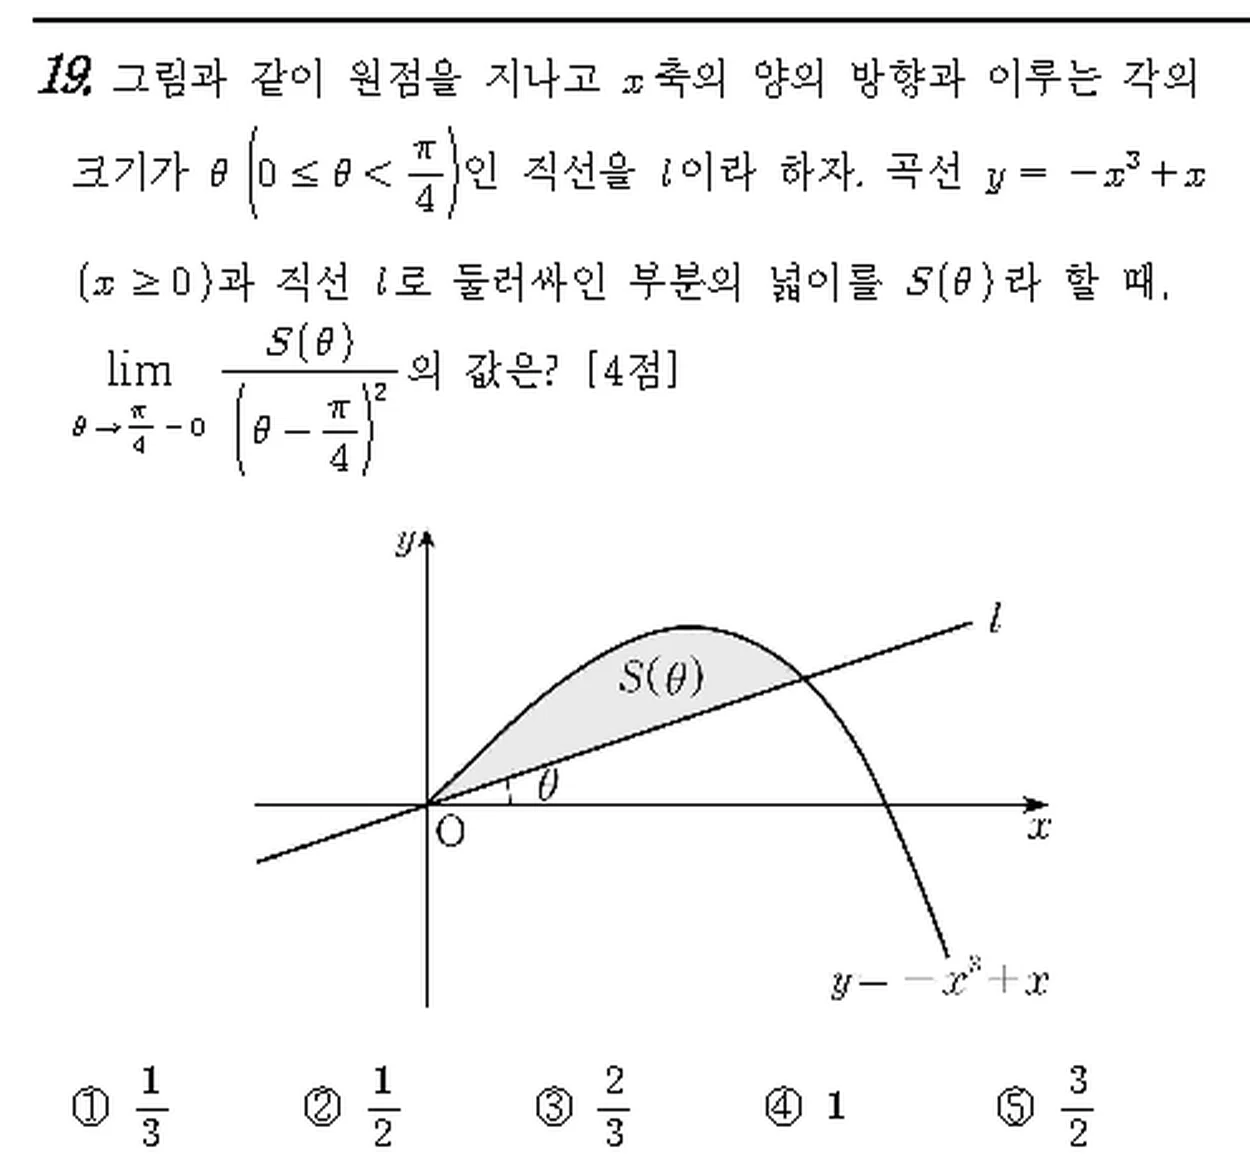 19. 그림과 같이 원점을 지나고 x축의 양의 방향과 이루는 각의
크기가 θ (0 ≤ θ < π/4)인 직선을 l이라 하자. 곡선 y = −x³+x
(x ≥ 0)과 직선 l로 둘러싸인 부분의 넓이를 S(θ)라 할 때,
lim_{θ→π/4−0} S(θ)/(θ − π/4)² 의 값은? [4점]
y
l
S(θ)
θ
O
x
y= −x³+x
① 1/3 ② 1/2 ③ 2/3 ④ 1 ⑤ 3/2